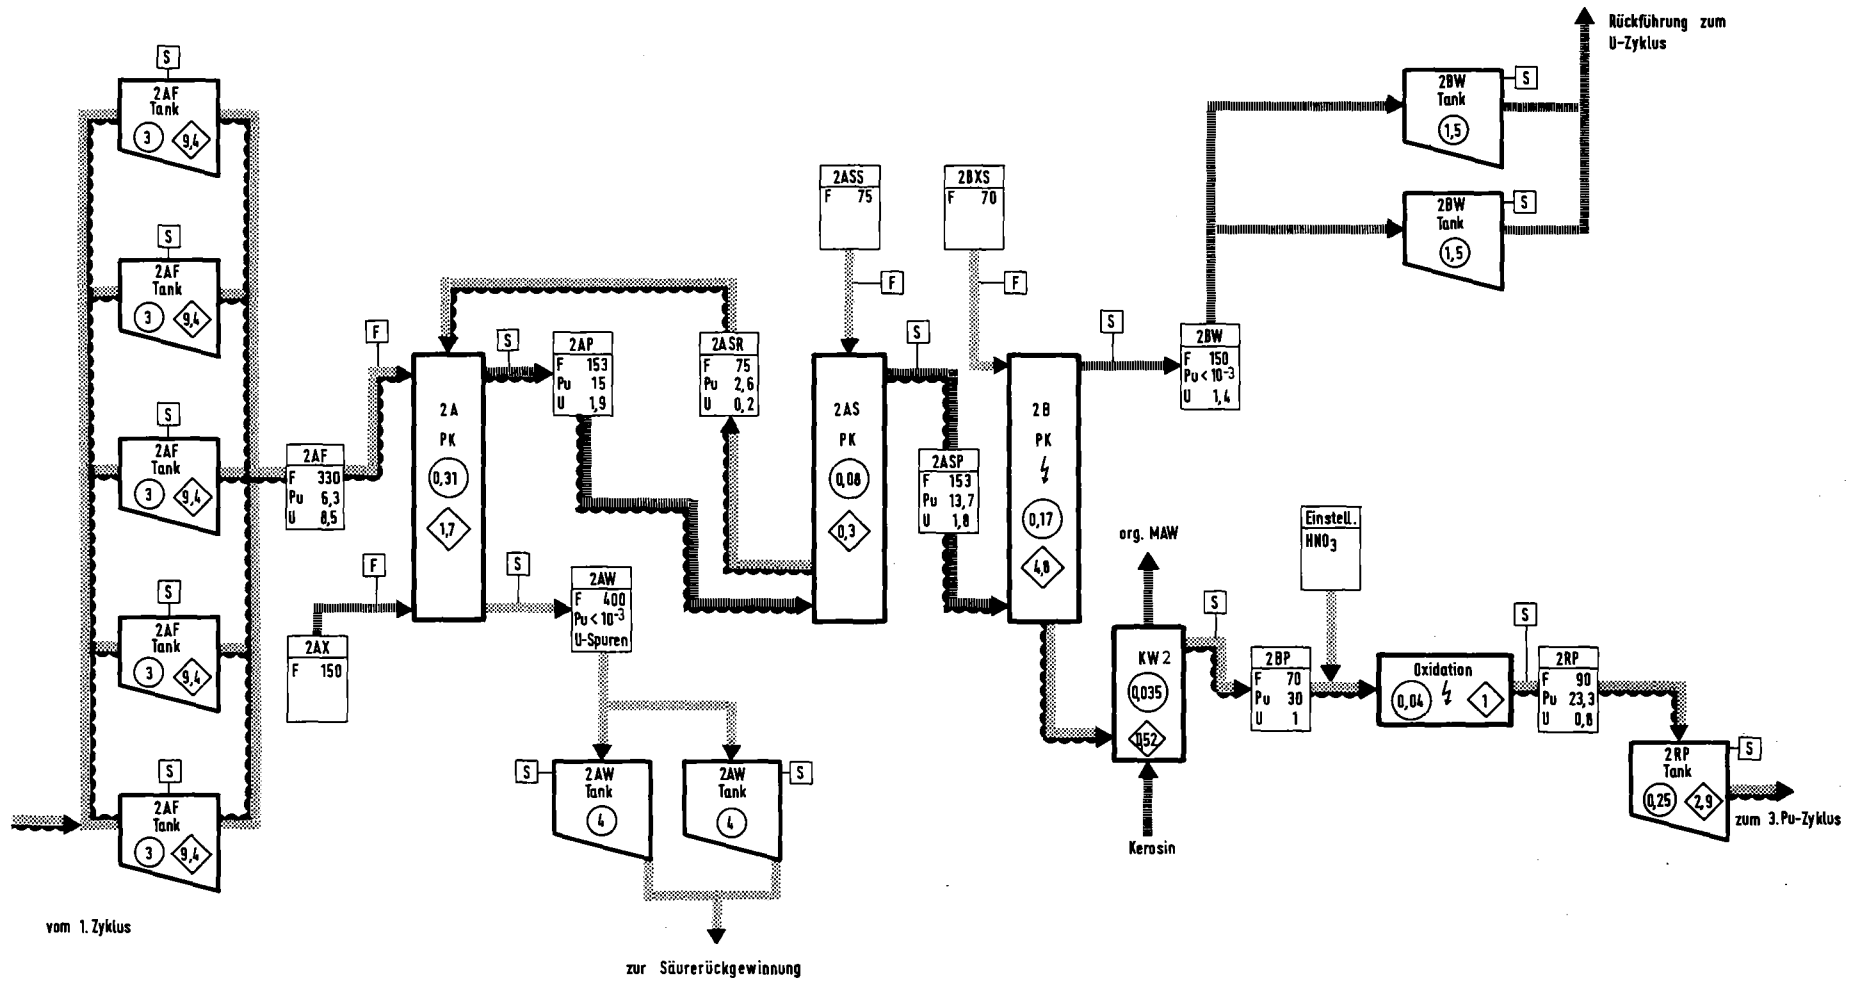 Rückführung zum
U-Zyklus
S
2AF
Tank
3
9,4
S
2AF
Tank
3
9,4
S
2AF
Tank
3
9,4
S
2AF
Tank
3
9,4
S
2AF
Tank
3
9,4
vom 1. Zyklus
2AF
F 330
Pu 6,3
U 8,5
F
F
2AX
F 150
2A
PK
0,31
1,7
S
2AP
F 153
Pu 15
U 1,9
S
2AW
F 400
Pu < 10-3
U-Spuren
S
2AW
Tank
4
2AW
Tank
4
S
zur Säurerückgewinnung
2ASR
F 75
Pu 2,6
U 0,2
2ASS
F 75
F
2AS
PK
0,08
0,3
S
2ASP
F 153
Pu 13,7
U 1,8
2BXS
F 70
F
2B
PK
0,17
4,8
S
2BW
F 150
Pu < 10-3
U 1,4
2BW
Tank
1,5
S
2BW
Tank
1,5
S
org. MAW
KW 2
0,035
0,52
Kerosin
S
2BP
F 70
Pu 30
U 1
Einstell.
HNO3
Oxidation
0,04
1
S
2RP
F 90
Pu 23,3
U 0,8
2RP
Tank
0,25
2,9
S
zum 3. Pu-Zyklus